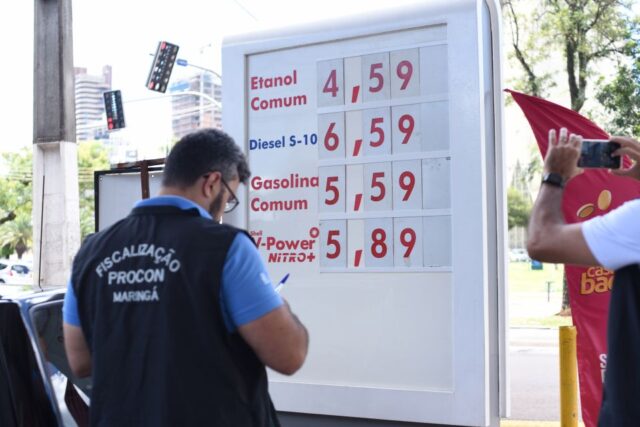 Etanol
Comum
4,59
Diesel S-10
6,59
Gasolina
Comum
5,59
Shell
V-Power
NiTRO+
5,89
FISCALIZAÇÃO
PROCON
MARINGÁ